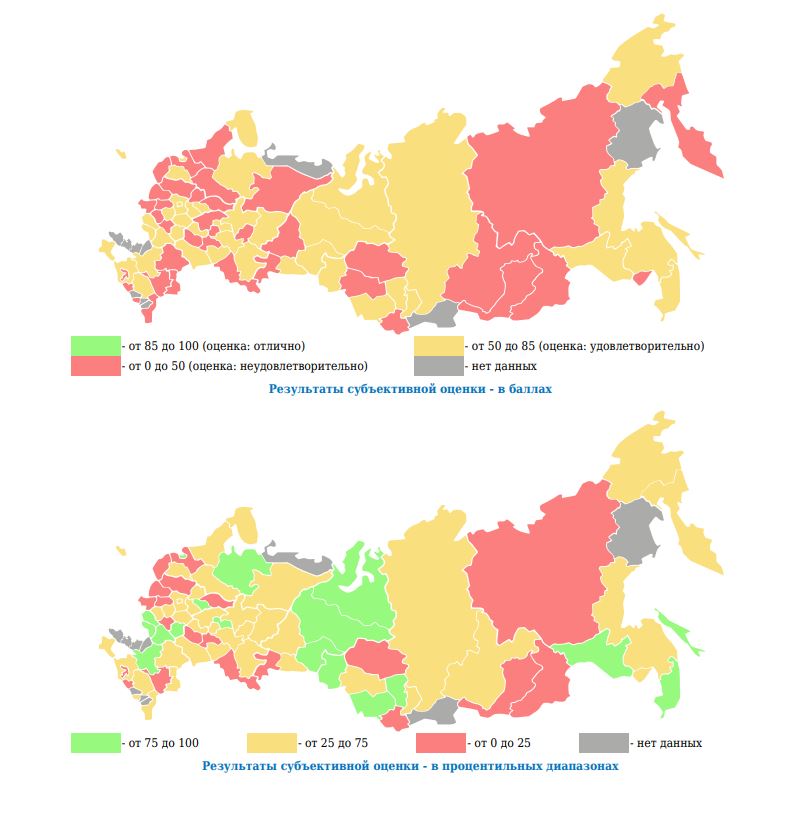 - от 85 до 100 (оценка: отлично) - от 50 до 85 (оценка: удовлетворительно)
- от 0 до 50 (оценка: неудовлетворительно) - нет данных
Результаты субъективной оценки - в баллах
- от 75 до 100 - от 25 до 75 - от 0 до 25 - нет данных
Результаты субъективной оценки - в процентильных диапазонах